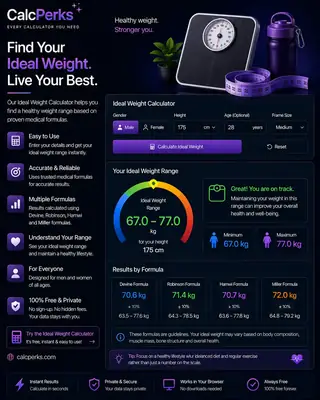 CalcPerks
EVERY CALCULATOR YOU NEED
Healthy weight.
Stronger you.
Find Your
Ideal Weight.
Live Your Best.
Our Ideal Weight Calculator helps you
find a healthy weight range based on
proven medical formulas.
Easy to Use
Enter your details and get your
ideal weight range instantly.
Accurate & Reliable
Uses trusted medical formulas
for accurate results.
Multiple Formulas
Results calculated using
Devine, Robinson, Hamwi
and Miller formulas.
Understand Your Range
See your ideal weight range
and maintain a healthy lifestyle.
For Everyone
Designed for men and women
of all ages.
100% Free & Private
No sign-up. No hidden fees.
Your data stays with you.
Try the Ideal Weight Calculator
It's free, instant & easy to use!
calcperks.com
Ideal Weight Calculator
Gender
Height
Age (Optional)
Frame Size
Male
Female
175
cm
28
years
Medium
Calculate Ideal Weight
Reset
Your Ideal Weight Range
Ideal Weight
Range
67.0 – 77.0
kg
for your height
175 cm
Great! You are on track.
Maintaining your weight in this
range can improve your overall
health and well-being.
Minimum
67.0 kg
Maximum
77.0 kg
Results by Formula
Devine Formula
70.6 kg
± 10%
63.5 – 77.6 kg
Robinson Formula
71.4 kg
± 10%
64.3 – 78.5 kg
Hamwi Formula
70.7 kg
± 10%
63.6 – 77.8 kg
Miller Formula
72.0 kg
± 10%
64.8 – 79.2 kg
These formulas are guidelines. Your ideal weight may vary based on body composition,
muscle mass, bone structure and overall health.
Tip: Focus on a healthy lifestyle with balanced diet and regular exercise
rather than just a number on the scale.
Instant Results
Calculate in seconds
Private & Secure
Your data stays private
Works in Your Browser
No downloads needed
Always Free
100% free forever